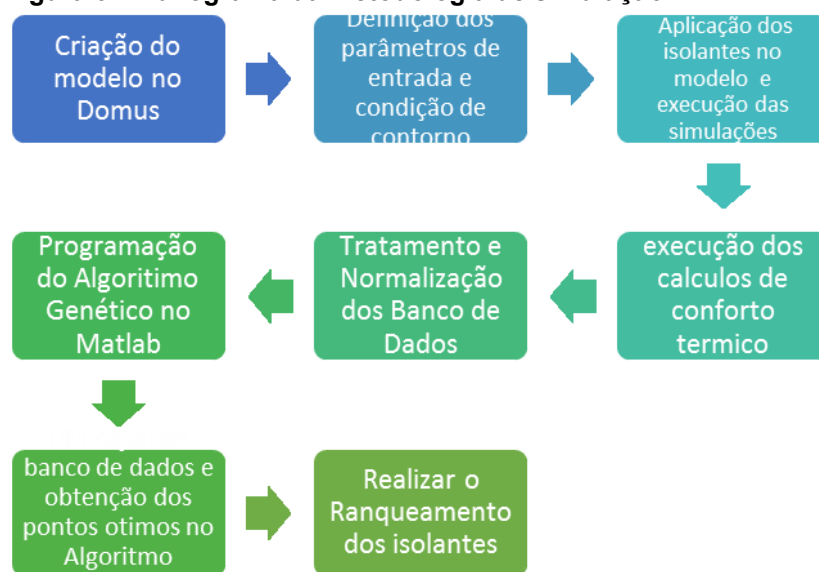 Criação do
modelo no
Domus
Definição dos
parâmetros de
entrada e
condição de
contorno
Aplicação dos
isolantes no
modelo e
execução das
simulações
execução dos
calculos de
conforto
termico
Tratamento e
Normalização
dos Banco de
Dados
Programação
do Algoritimo
Genético no
Matlab
banco de dados e
obtenção dos
pontos otimos no
Algoritmo
Realizar o
Ranqueamento
dos isolantes